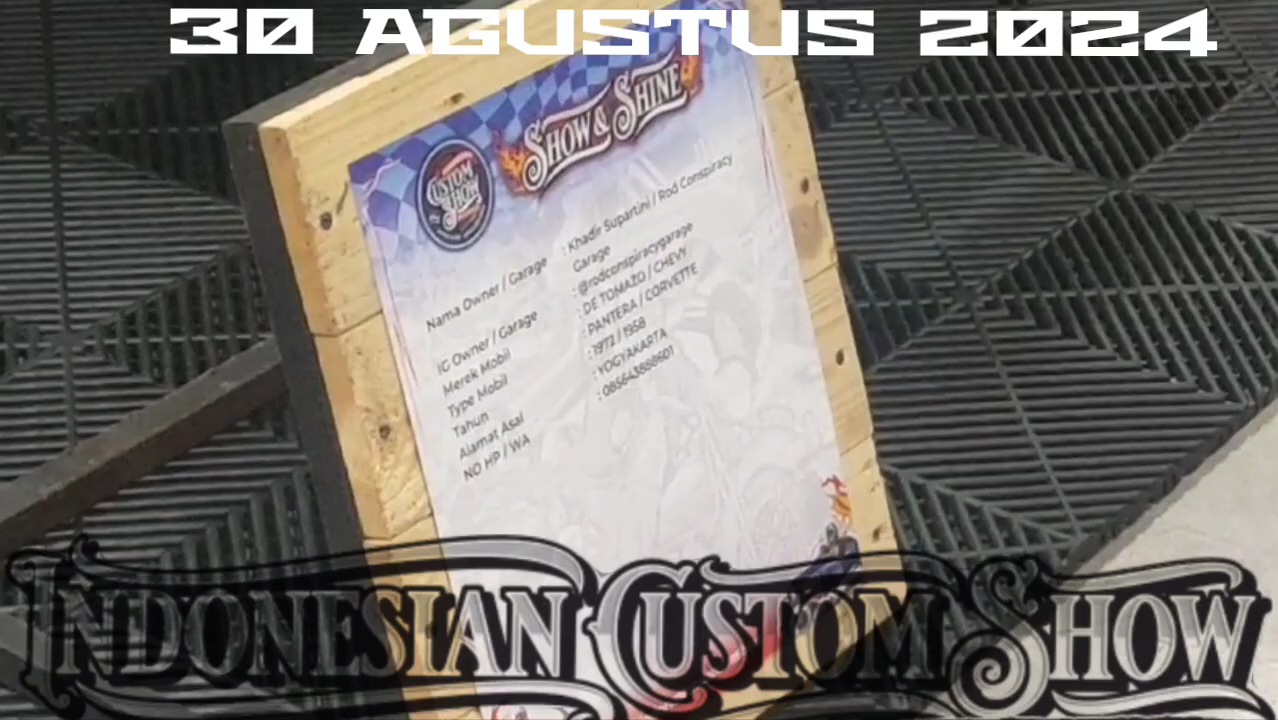 30 AGUSTUS 2024
SHOW & SHINE
CUSTOM
SHOW
Nama Owner / Garage : Khadir Supartini / Rod Conspiracy
Garage
IG Owner / Garage : @rodconspiracygarage
Merek Mobil : DE TOMAZO / CHEVY
Type Mobil : PANTERA / CORVETTE
Tahun : 1972 / 1958
Alamat Asal : YOGYAKARTA
NO HP / WA : 085643888601
INDONESIAN CUSTOM SHOW